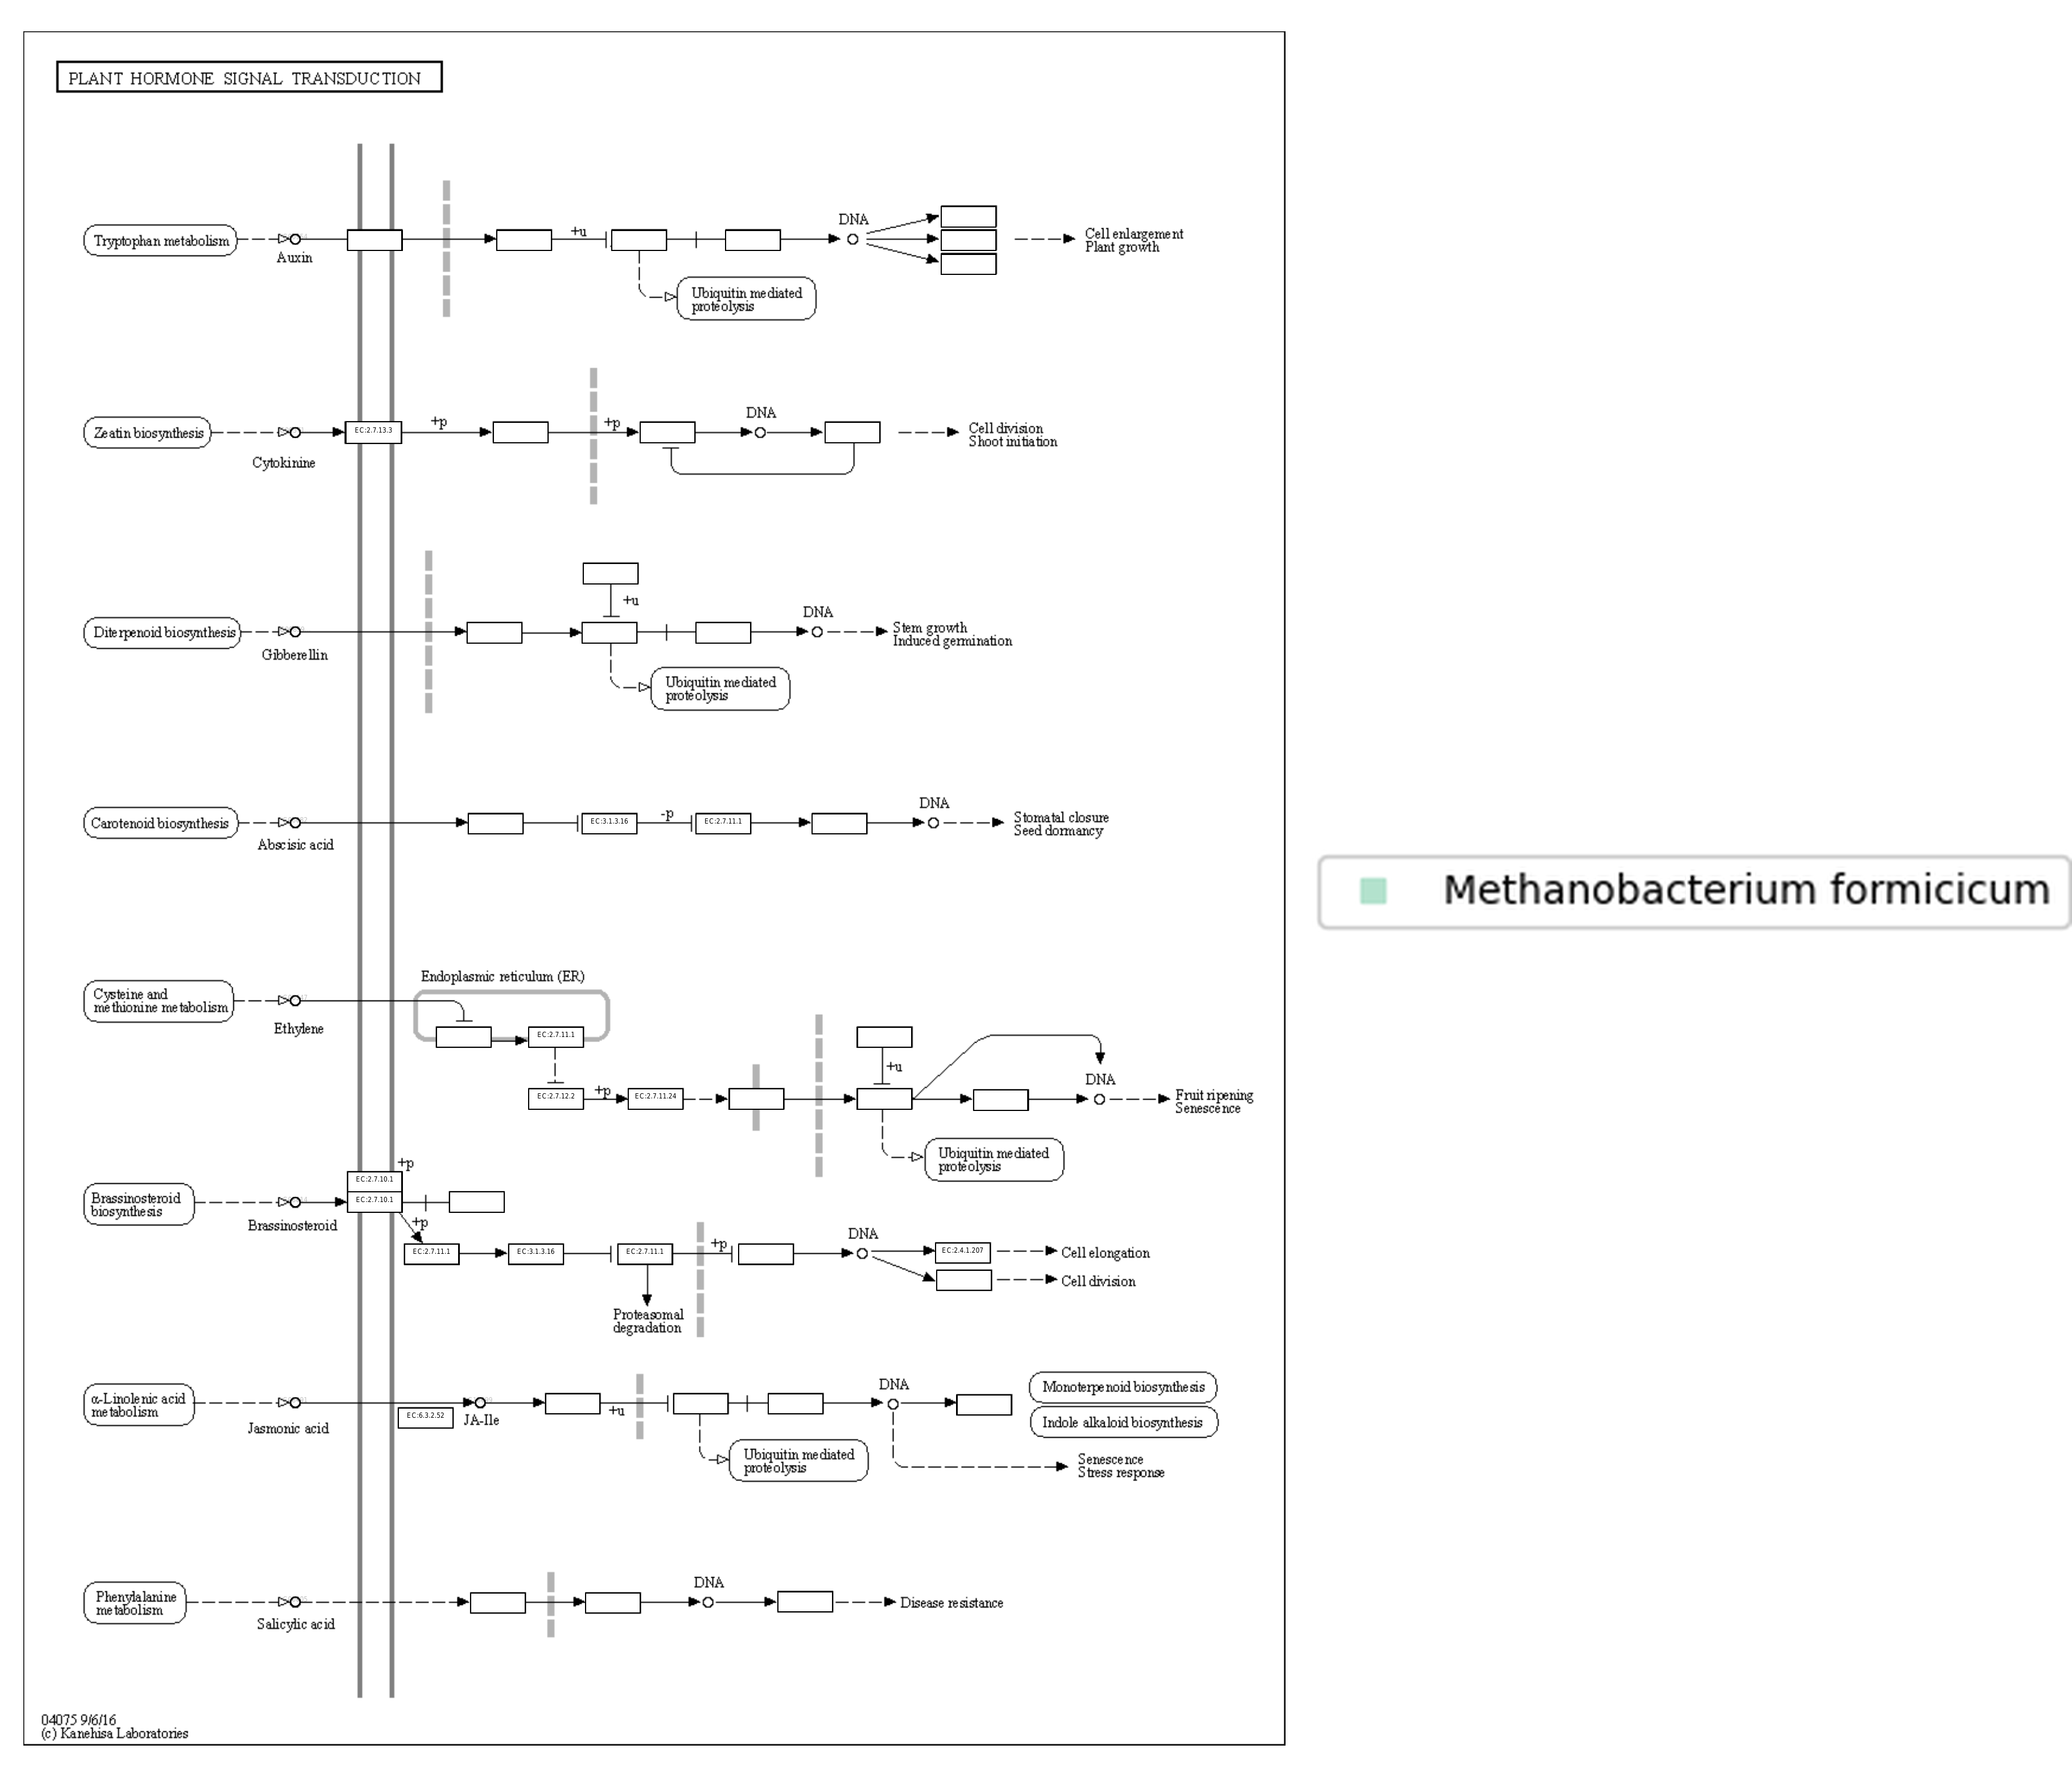 PLANT HORMONE SIGNAL TRANSDUCTION
DNA
Tryptophan metabolism
+u
Cell enlargement
Plant growth
Auxin
Ubiquitin mediated
proteolysis
DNA
Zeatin biosynthesis
EC:2.7.13.3
+p
+p
Cell division
Shoot initiation
Cytokinine
+u
DNA
Diterpenoid biosynthesis
Stem growth
Induced germination
Gibberellin
Ubiquitin mediated
proteolysis
DNA
Carotenoid biosynthesis
EC:3.1.3.16
-p
EC:2.7.11.1
Stomatal closure
Seed dormancy
Abscisic acid
Methanobacterium formicicum
Endoplasmic reticulum (ER)
Cysteine and
methionine metabolism
Ethylene
EC:2.7.11.1
+u
DNA
EC:2.7.12.2
+p
EC:2.7.11.24
Fruit ripening
Senescence
Ubiquitin mediated
proteolysis
+p
EC:2.7.10.1
Brassinosteroid
biosynthesis
EC:2.7.10.1
Brassinosteroid
+p
DNA
EC:2.7.11.1
EC:3.1.3.16
EC:2.7.11.1
+p
EC:2.4.1.207
Cell elongation
Cell division
Proteasomal
degradation
DNA
Monoterpenoid biosynthesis
α-Linolenic acid
metabolism
EC:6.3.2.52
JA-Ile
+u
Indole alkaloid biosynthesis
Jasmonic acid
Ubiquitin mediated
proteolysis
Senescence
Stress response
DNA
Phenylalanine
metabolism
Disease resistance
Salicylic acid
04075 9/6/16
(c) Kanehisa Laboratories